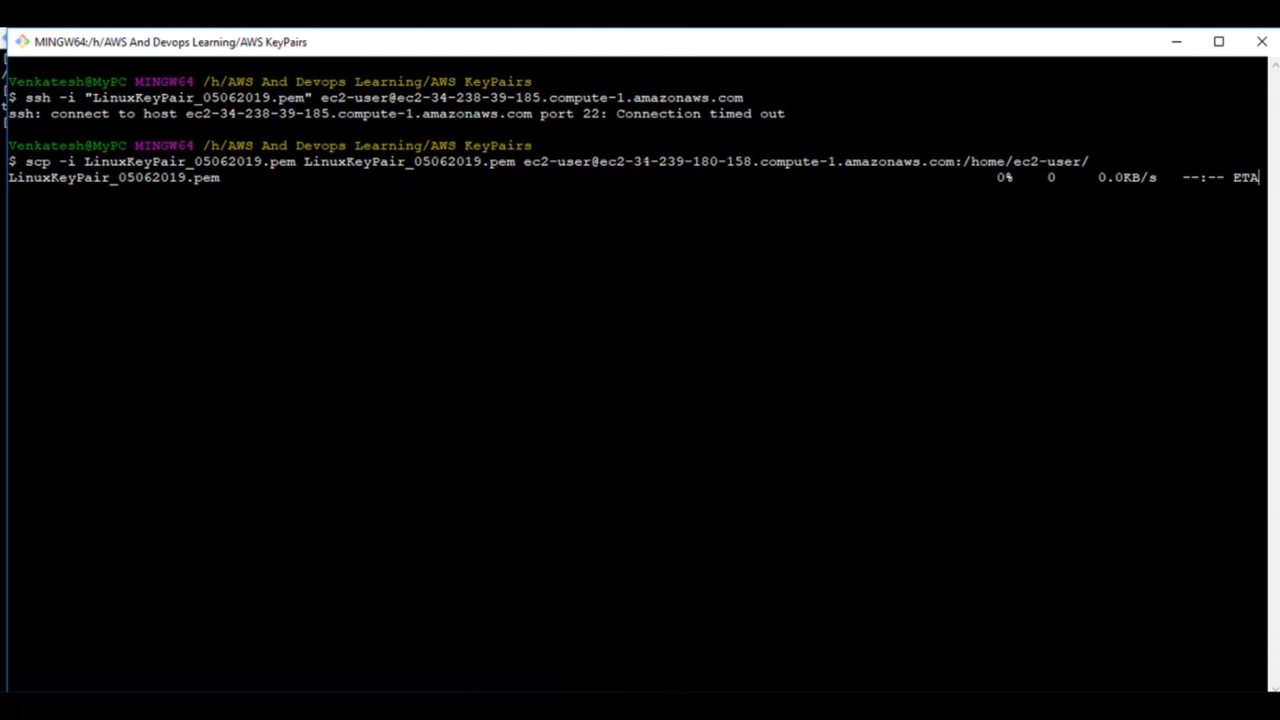 MINGW64:/h/AWS And Devops Learning/AWS KeyPairs
Venkatesh@MyPC MINGW64 /h/AWS And Devops Learning/AWS KeyPairs
$ ssh -i "LinuxKeyPair_05062019.pem" ec2-user@ec2-34-238-39-185.compute-1.amazonaws.com
ssh: connect to host ec2-34-238-39-185.compute-1.amazonaws.com port 22: Connection timed out
Venkatesh@MyPC MINGW64 /h/AWS And Devops Learning/AWS KeyPairs
$ scp -i LinuxKeyPair_05062019.pem LinuxKeyPair_05062019.pem ec2-user@ec2-34-239-180-158.compute-1.amazonaws.com:/home/ec2-user/
LinuxKeyPair_05062019.pem 0% 0 0.0KB/s --:-- ETA